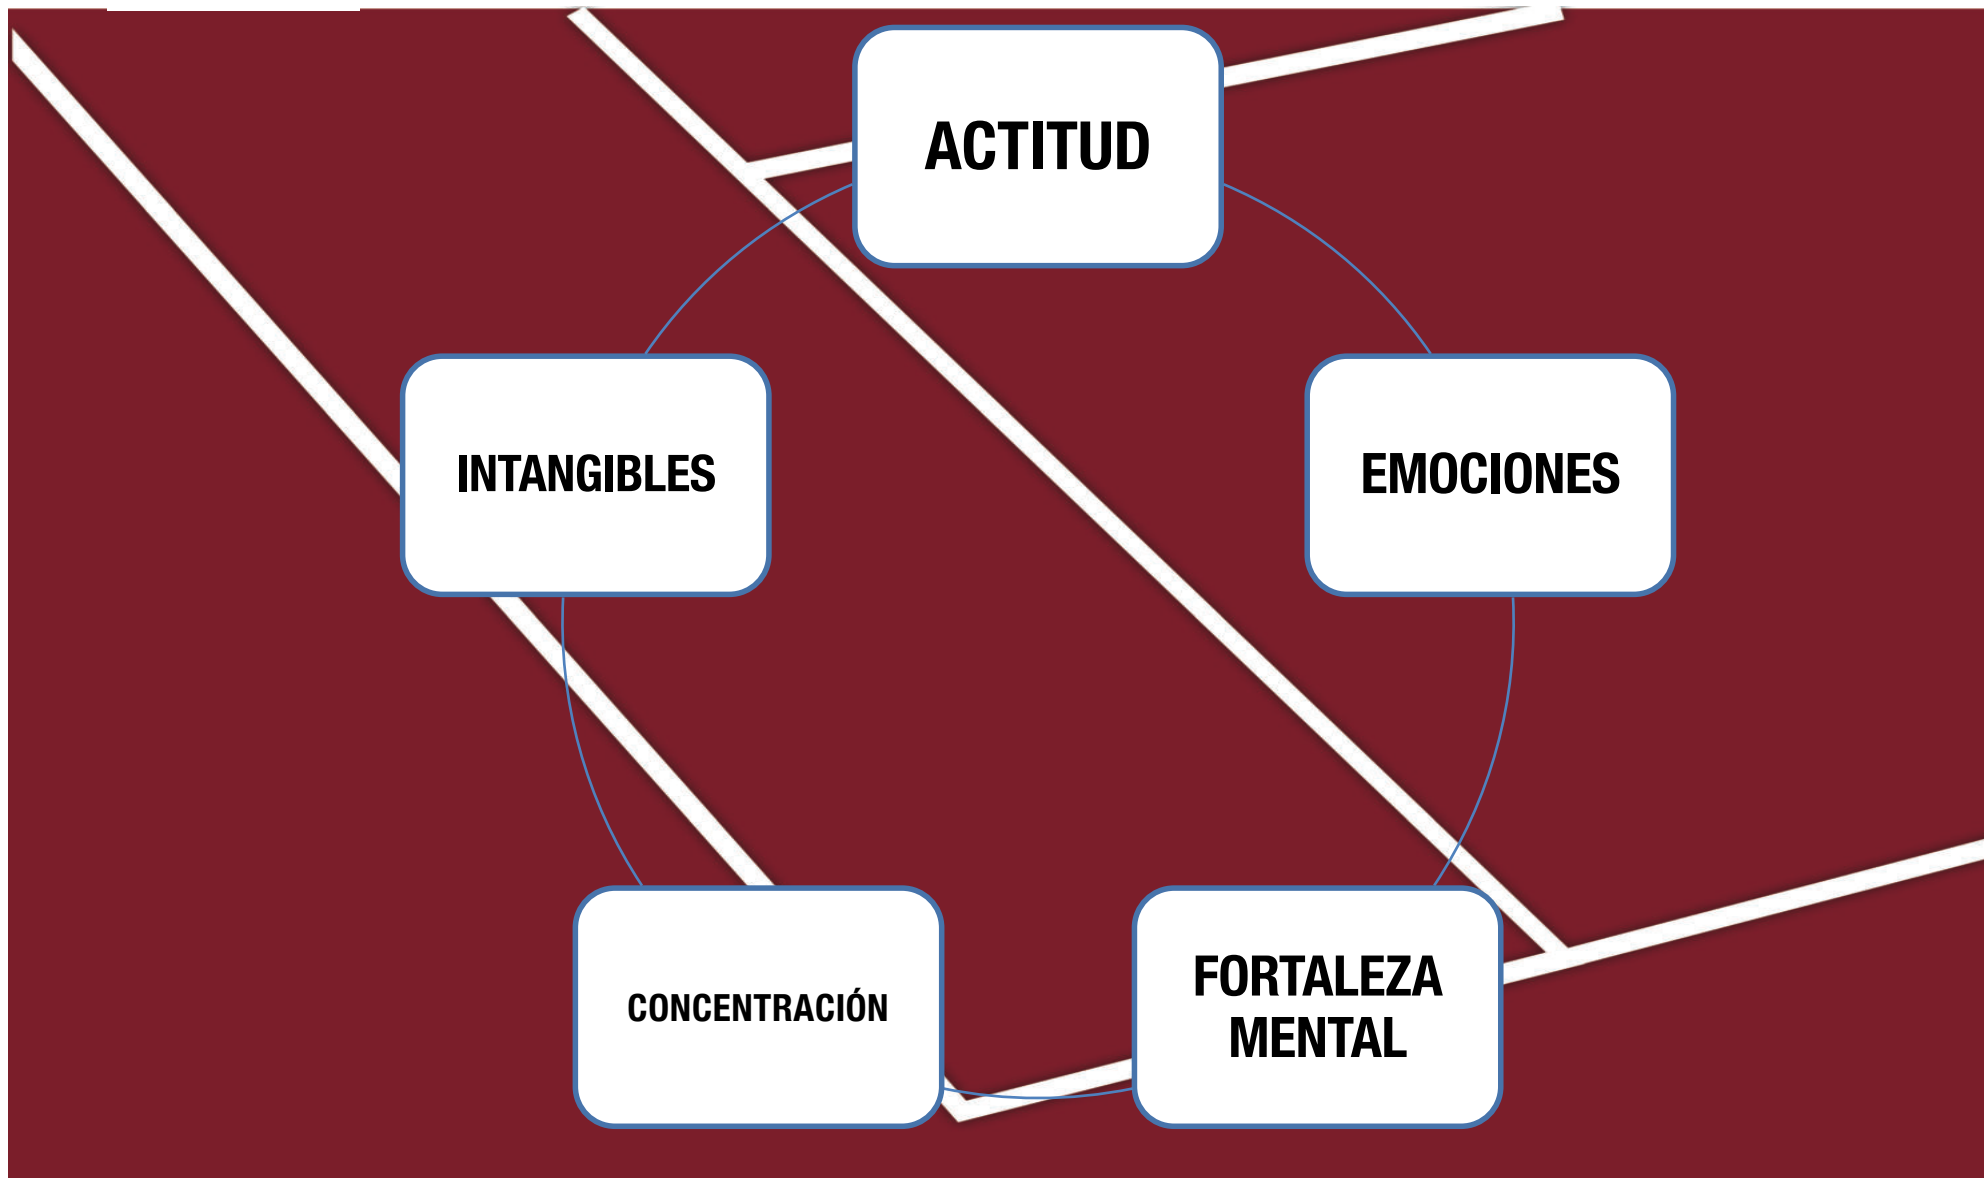 ACTITUD
EMOCIONES
FORTALEZA
MENTAL
CONCENTRACIÓN
INTANGIBLES